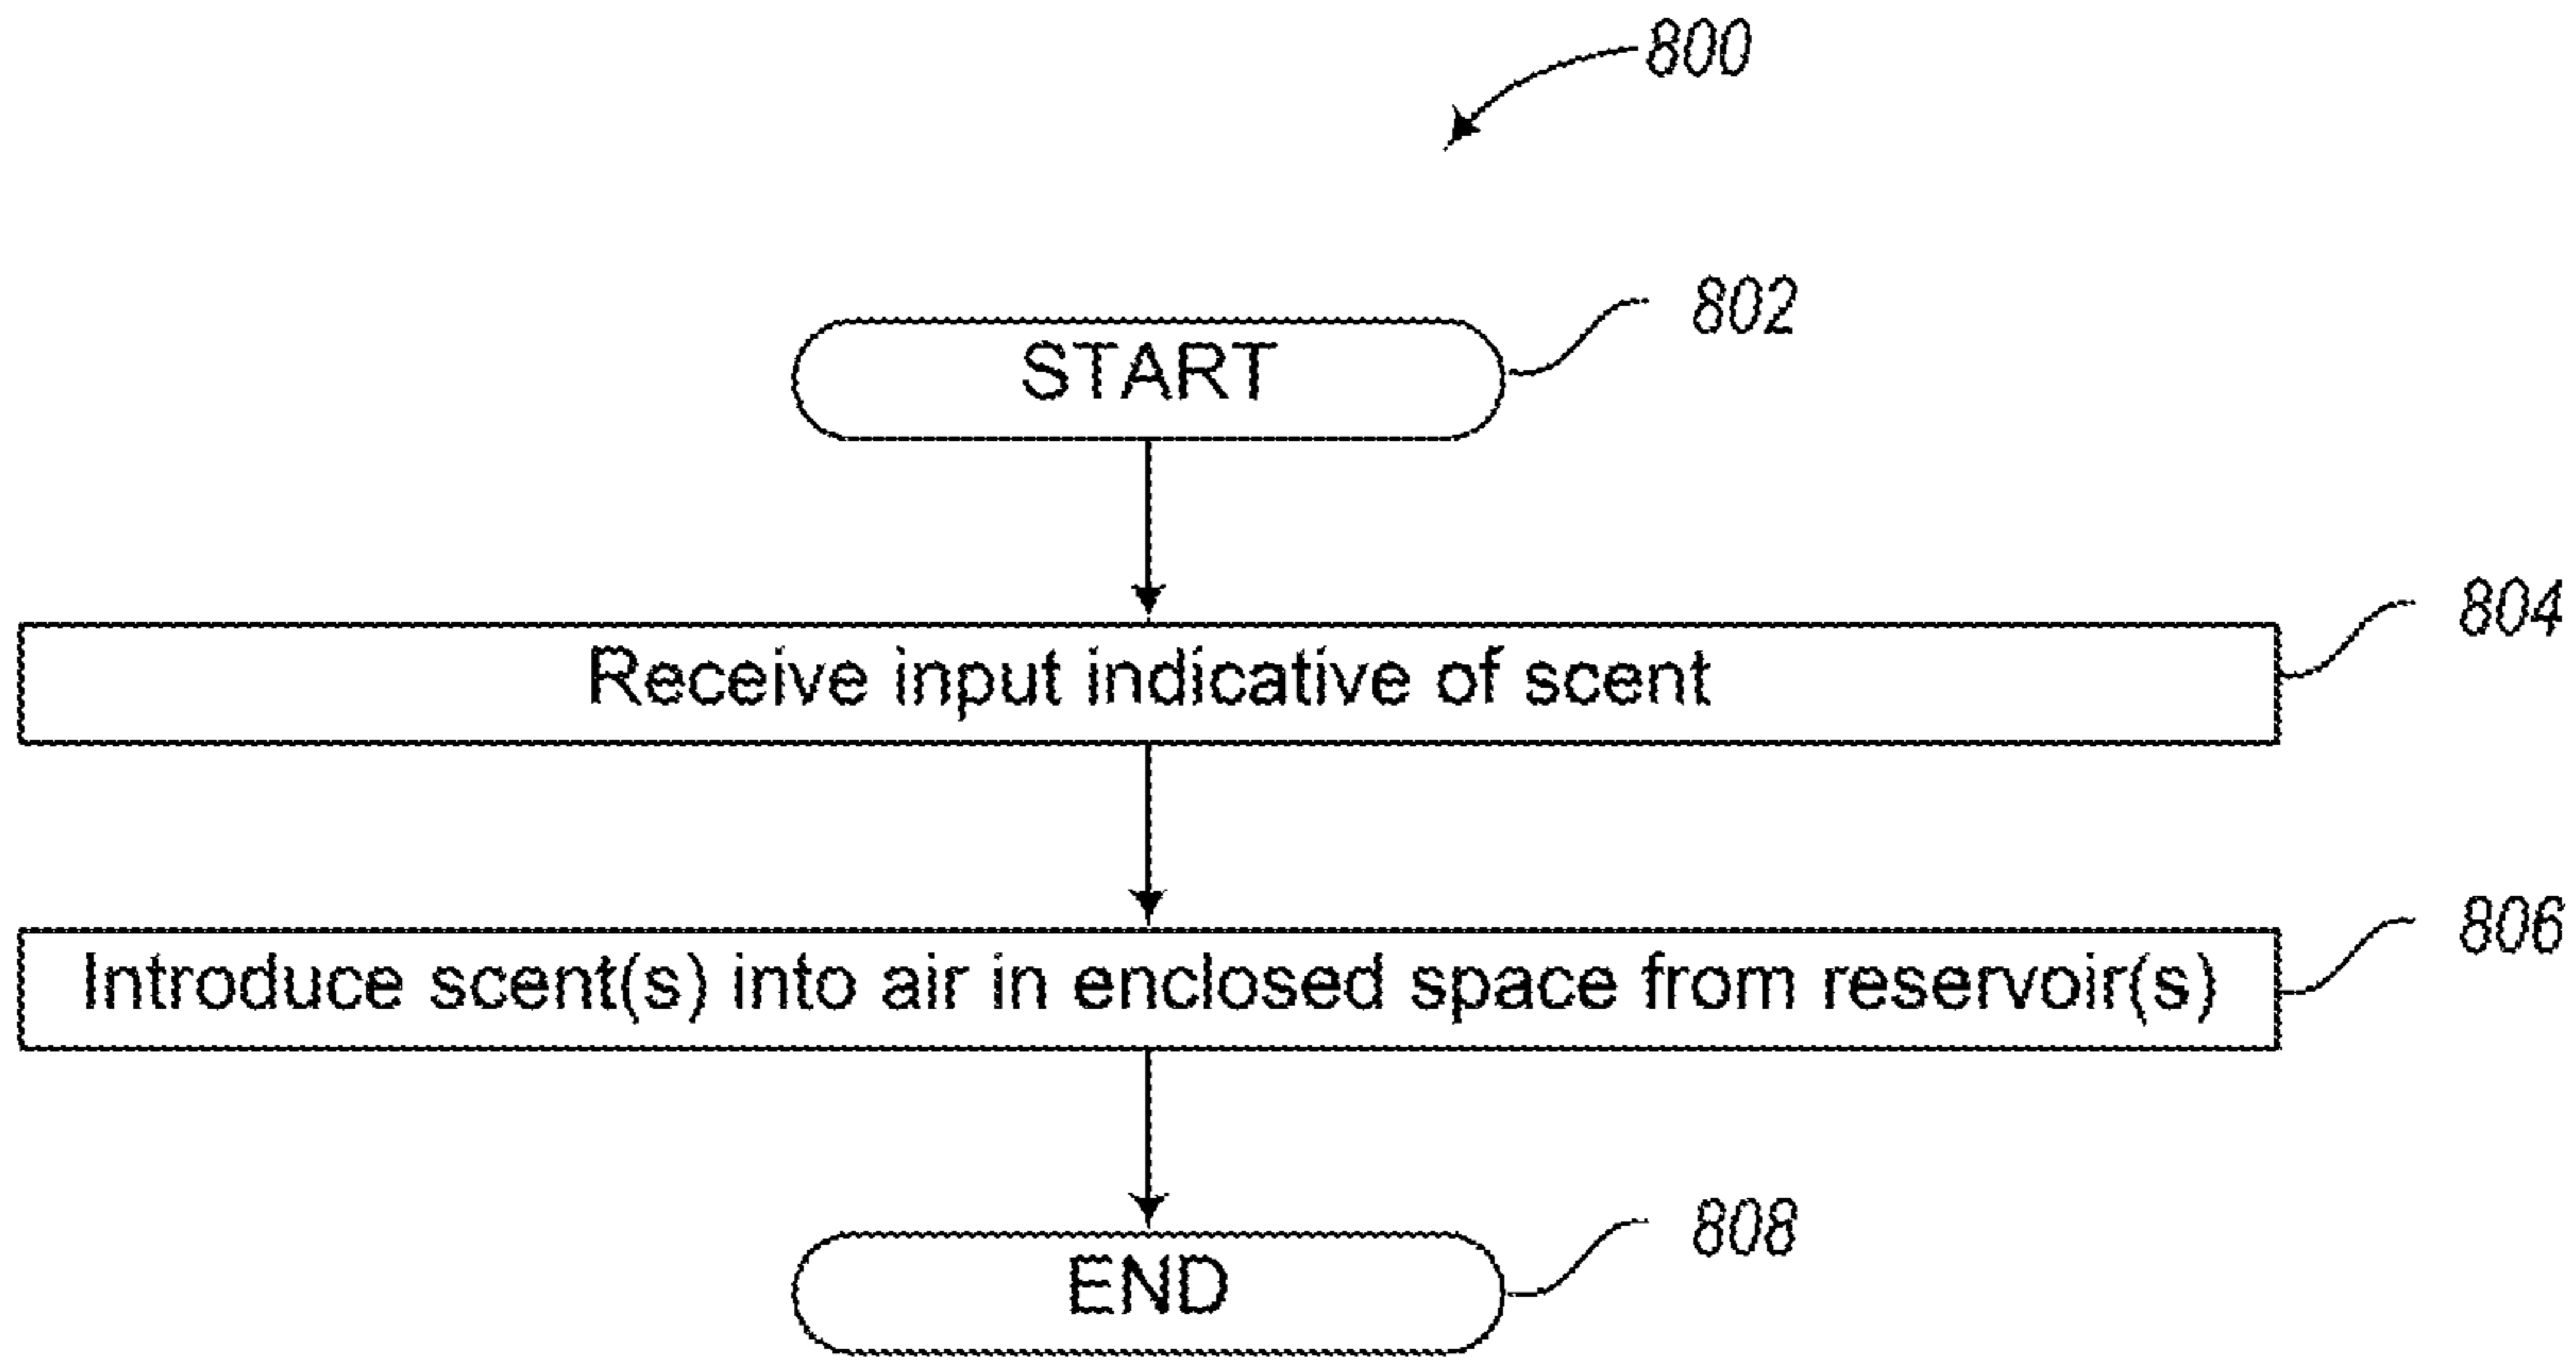 800
START
802
Receive input indicative of scent
804
Introduce scent(s) into air in enclosed space from reservoir(s)
806
END
808